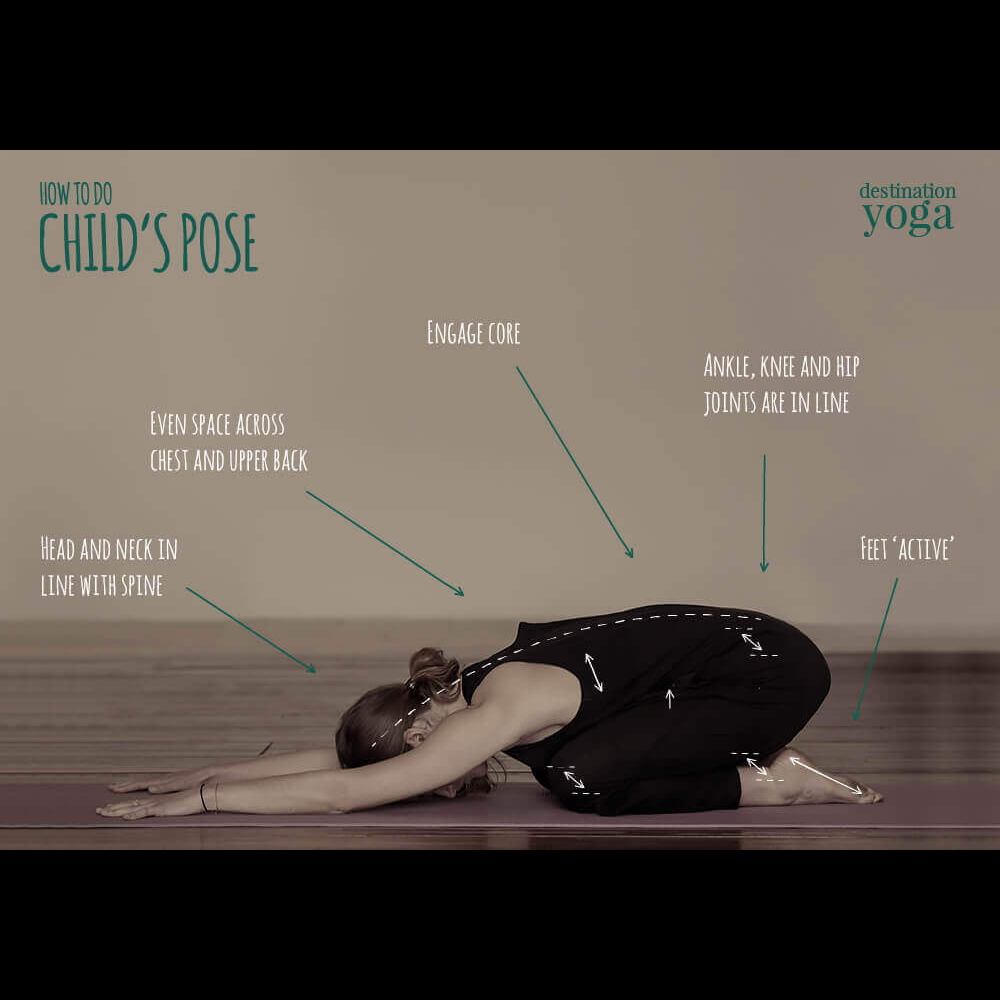 HOW TO DO
CHILD'S POSE
destination
yoga
ENGAGE CORE
ANKLE, KNEE AND HIP
JOINTS ARE IN LINE
EVEN SPACE ACROSS
CHEST AND UPPER BACK
HEAD AND NECK IN
LINE WITH SPINE
FEET ‘ACTIVE’